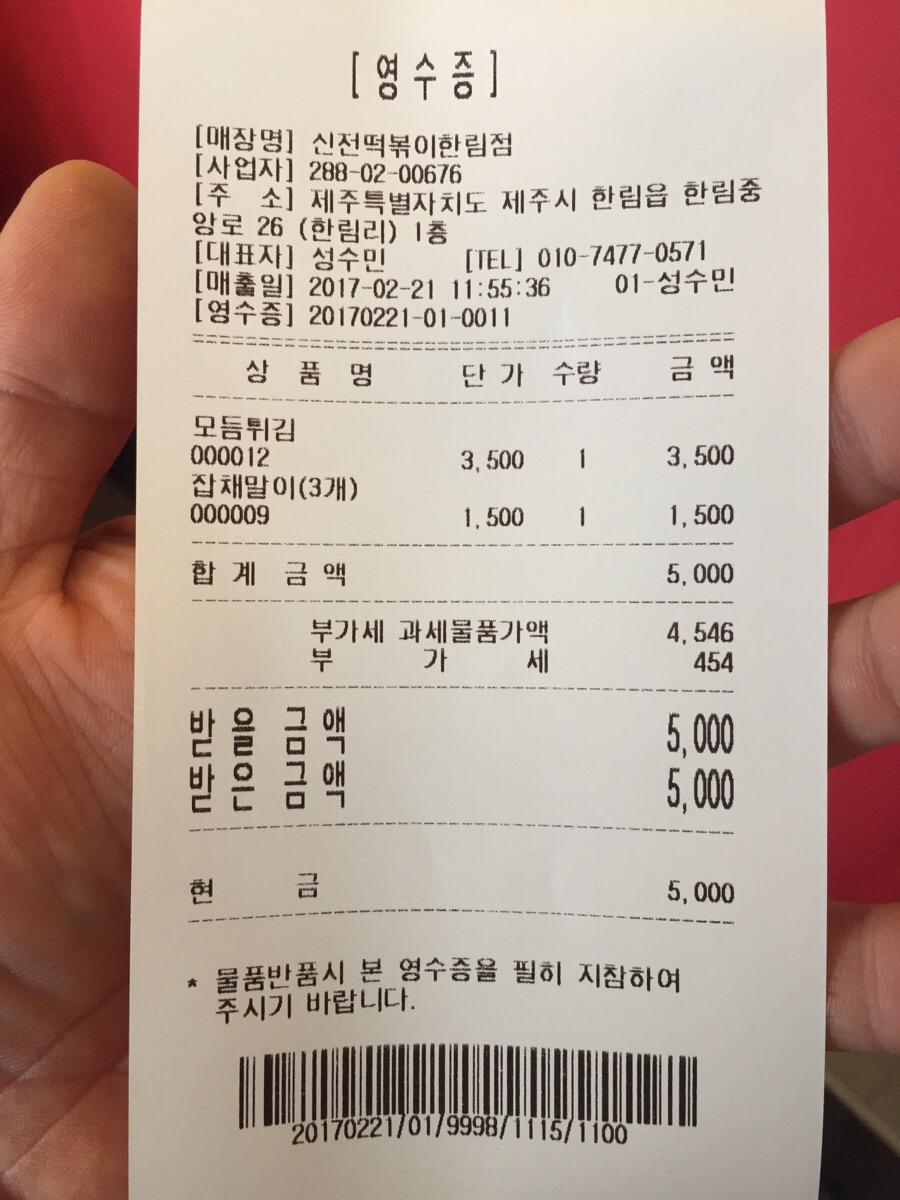 [ 영 수 증 ]
[매장명] 신전떡볶이한림점
[사업자] 288-02-00676
[주 소] 제주특별자치도 제주시 한림읍 한림중
앙로 26 (한림리) 1층
[대표자] 성수민 [TEL] 010-7477-0571
[매출일] 2017-02-21 11:55:36 01-성수민
[영수증] 20170221-01-0011
상 품 명 단 가 수량 금 액
모듬튀김
000012 3,500 1 3,500
잡채말이(3개)
000009 1,500 1 1,500
합 계 금 액 5,000
부가세 과세물품가액 4,546
부 가 세 454
받 을 금 액 5,000
받 은 금 액 5,000
현 금 5,000
* 물품반품시 본 영수증을 필히 지참하여
주시기 바랍니다.
20170221/01/9998/1115/1100